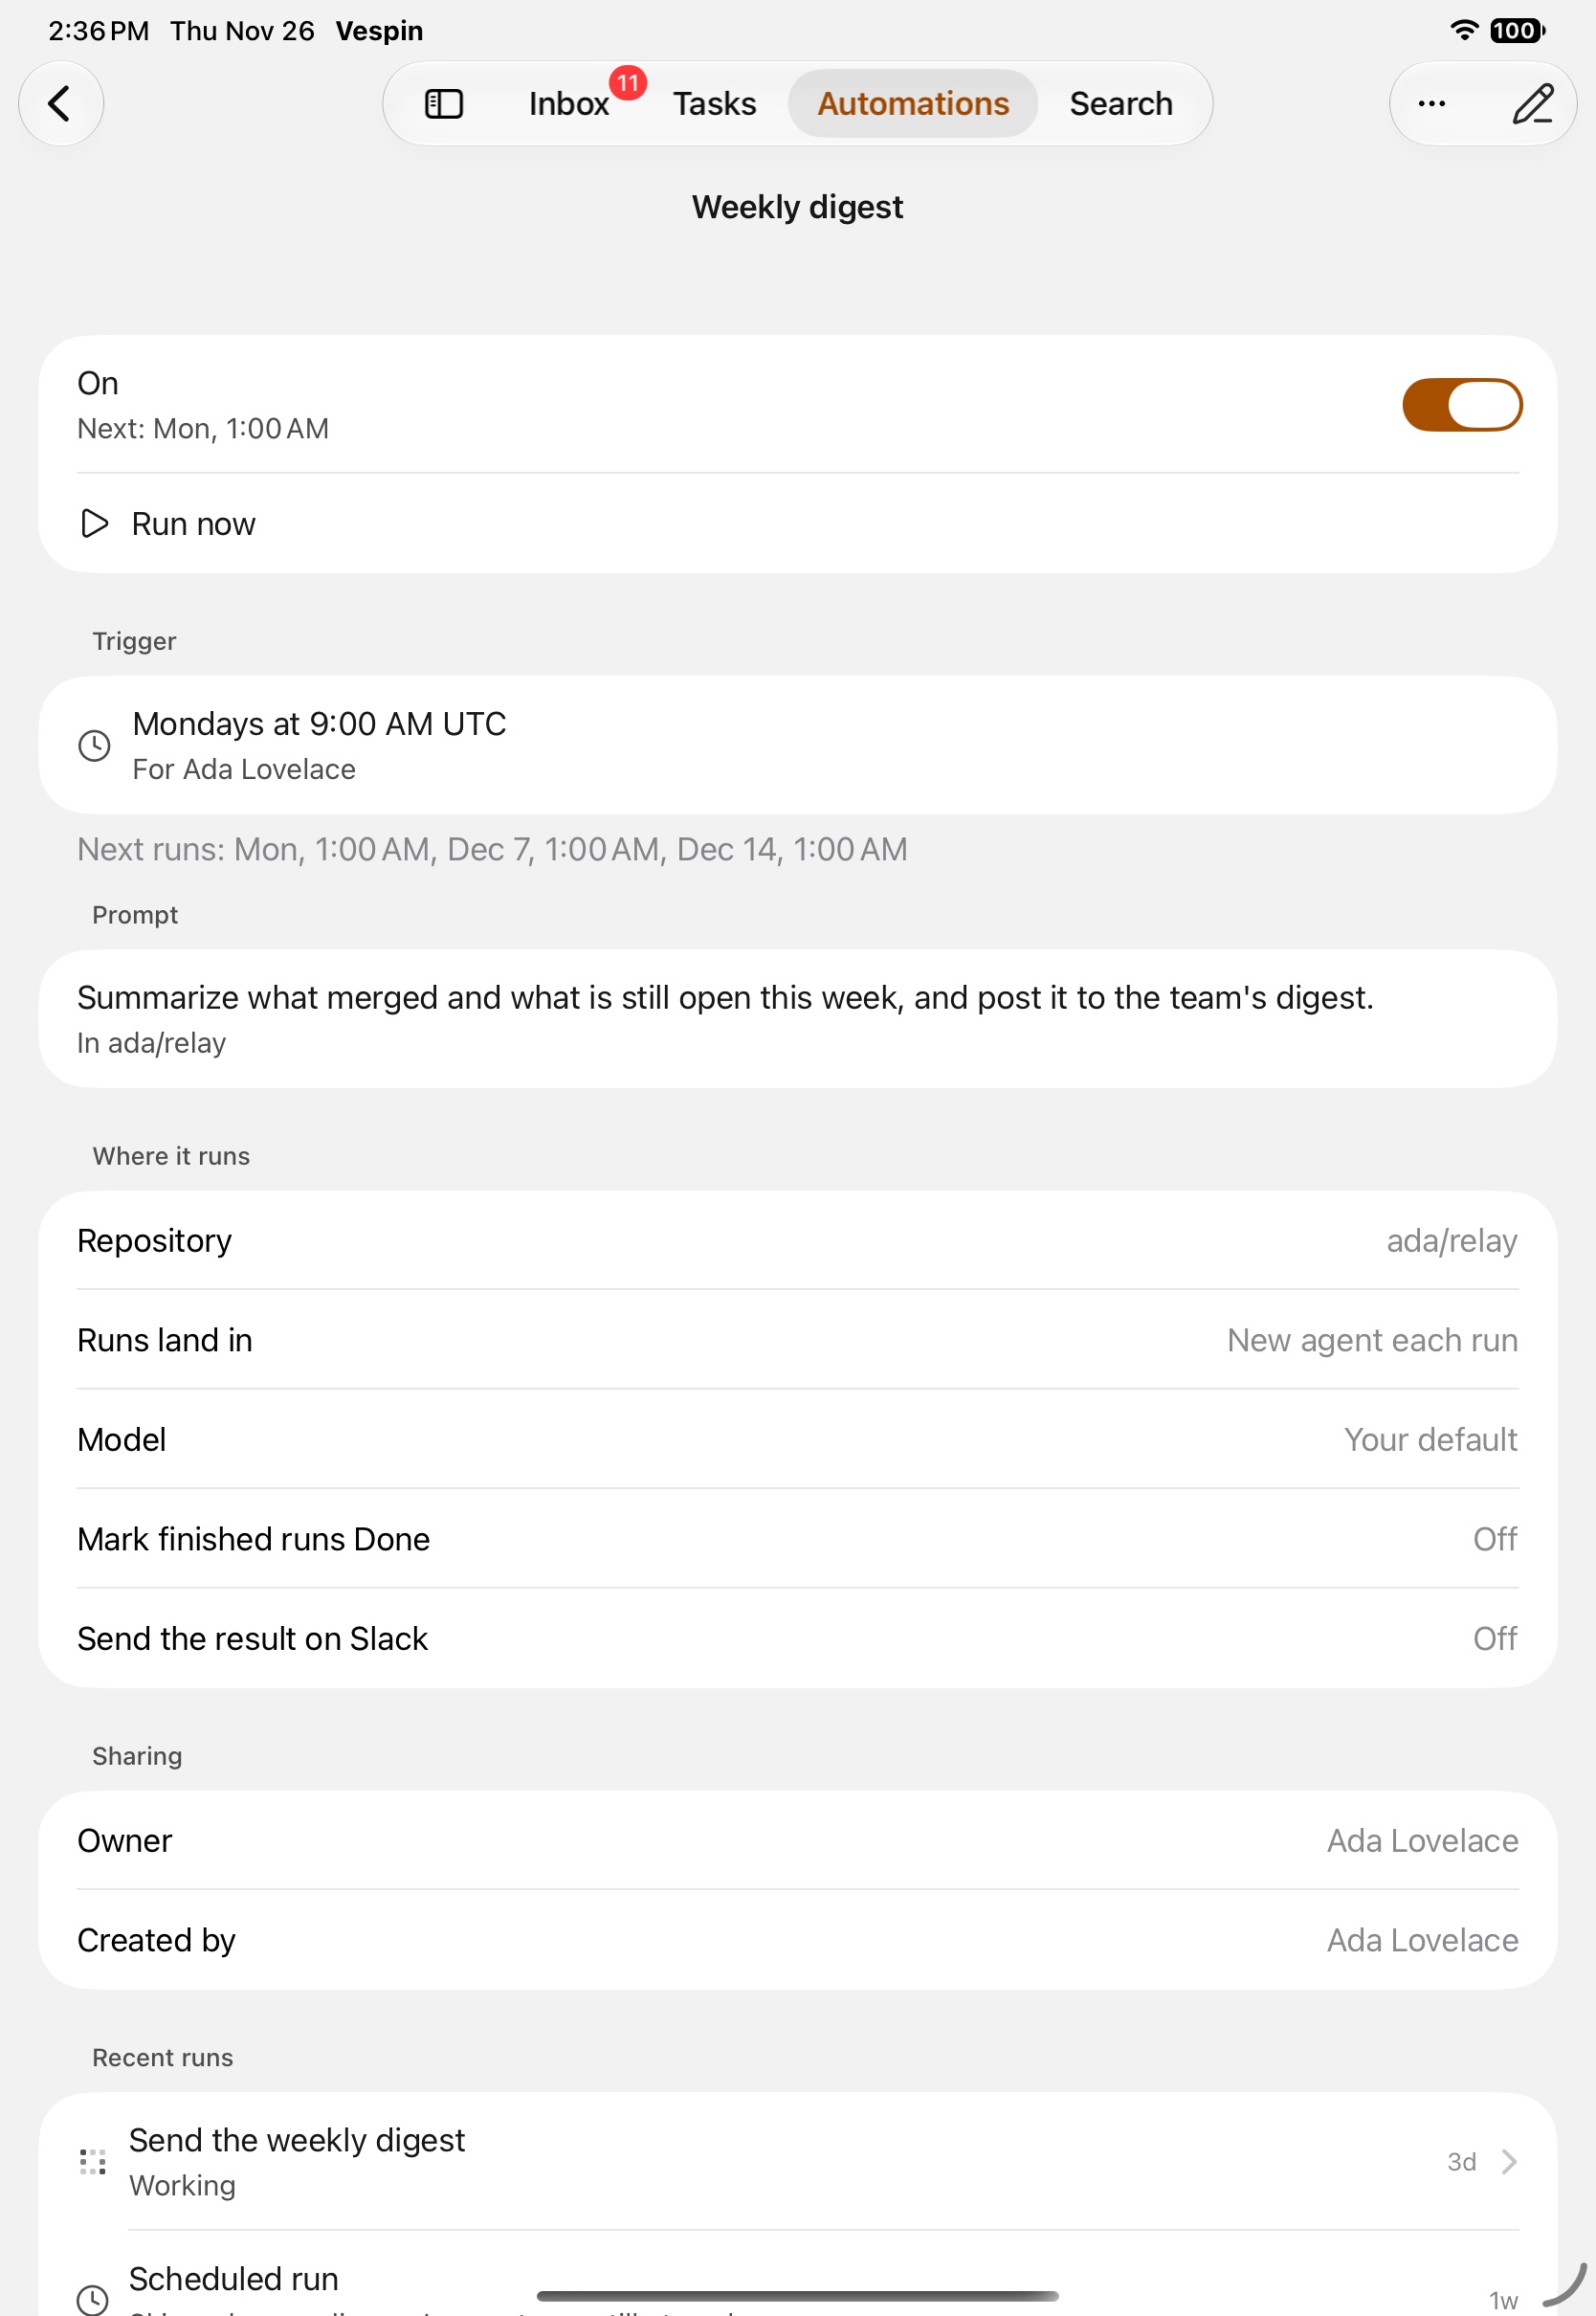 2:36 PM Thu Nov 26 Vespin
100
Inbox 11 Tasks Automations Search
Weekly digest
On
Next: Mon, 1:00 AM
Run now
Trigger
Mondays at 9:00 AM UTC
For Ada Lovelace
Next runs: Mon, 1:00 AM, Dec 7, 1:00 AM, Dec 14, 1:00 AM
Prompt
Summarize what merged and what is still open this week, and post it to the team's digest.
In ada/relay
Where it runs
Repository ada/relay
Runs land in New agent each run
Model Your default
Mark finished runs Done Off
Send the result on Slack Off
Sharing
Owner Ada Lovelace
Created by Ada Lovelace
Recent runs
Send the weekly digest
Working
3d
Scheduled run
1w